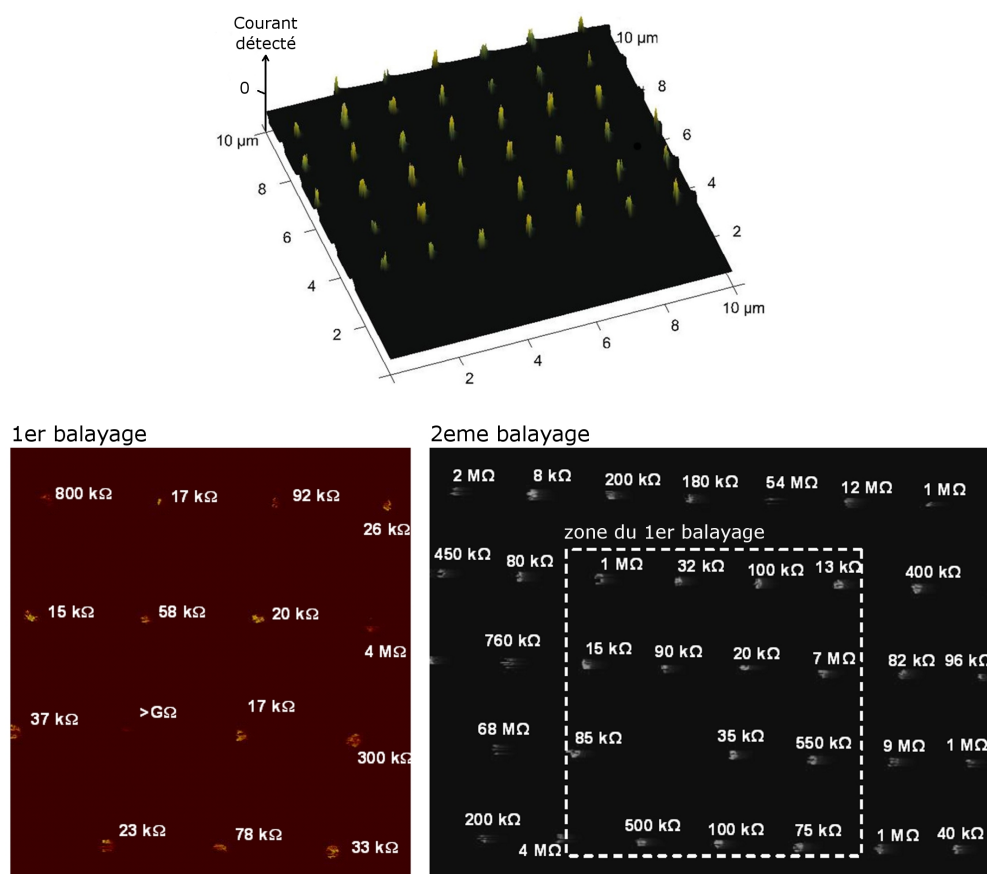 Courant
détecté
0
10 µm
8
6
4
2
10 µm
8
6
4
2
2
4
6
8
10 µm
1er balayage
800 kΩ
17 kΩ
92 kΩ
26 kΩ
15 kΩ
58 kΩ
20 kΩ
4 MΩ
37 kΩ
>GΩ
17 kΩ
300 kΩ
23 kΩ
78 kΩ
33 kΩ
2eme balayage
2 MΩ 8 kΩ 200 kΩ 180 kΩ 54 MΩ 12 MΩ 1 MΩ
zone du 1er balayage
450 kΩ 80 kΩ 1 MΩ 32 kΩ 100 kΩ 13 kΩ 400 kΩ
760 kΩ 15 kΩ 90 kΩ 20 kΩ 7 MΩ 82 kΩ 96 kΩ
68 MΩ 85 kΩ 35 kΩ 550 kΩ 9 MΩ 1 MΩ
200 kΩ 4 MΩ 500 kΩ 100 kΩ 75 kΩ 1 MΩ 40 kΩ